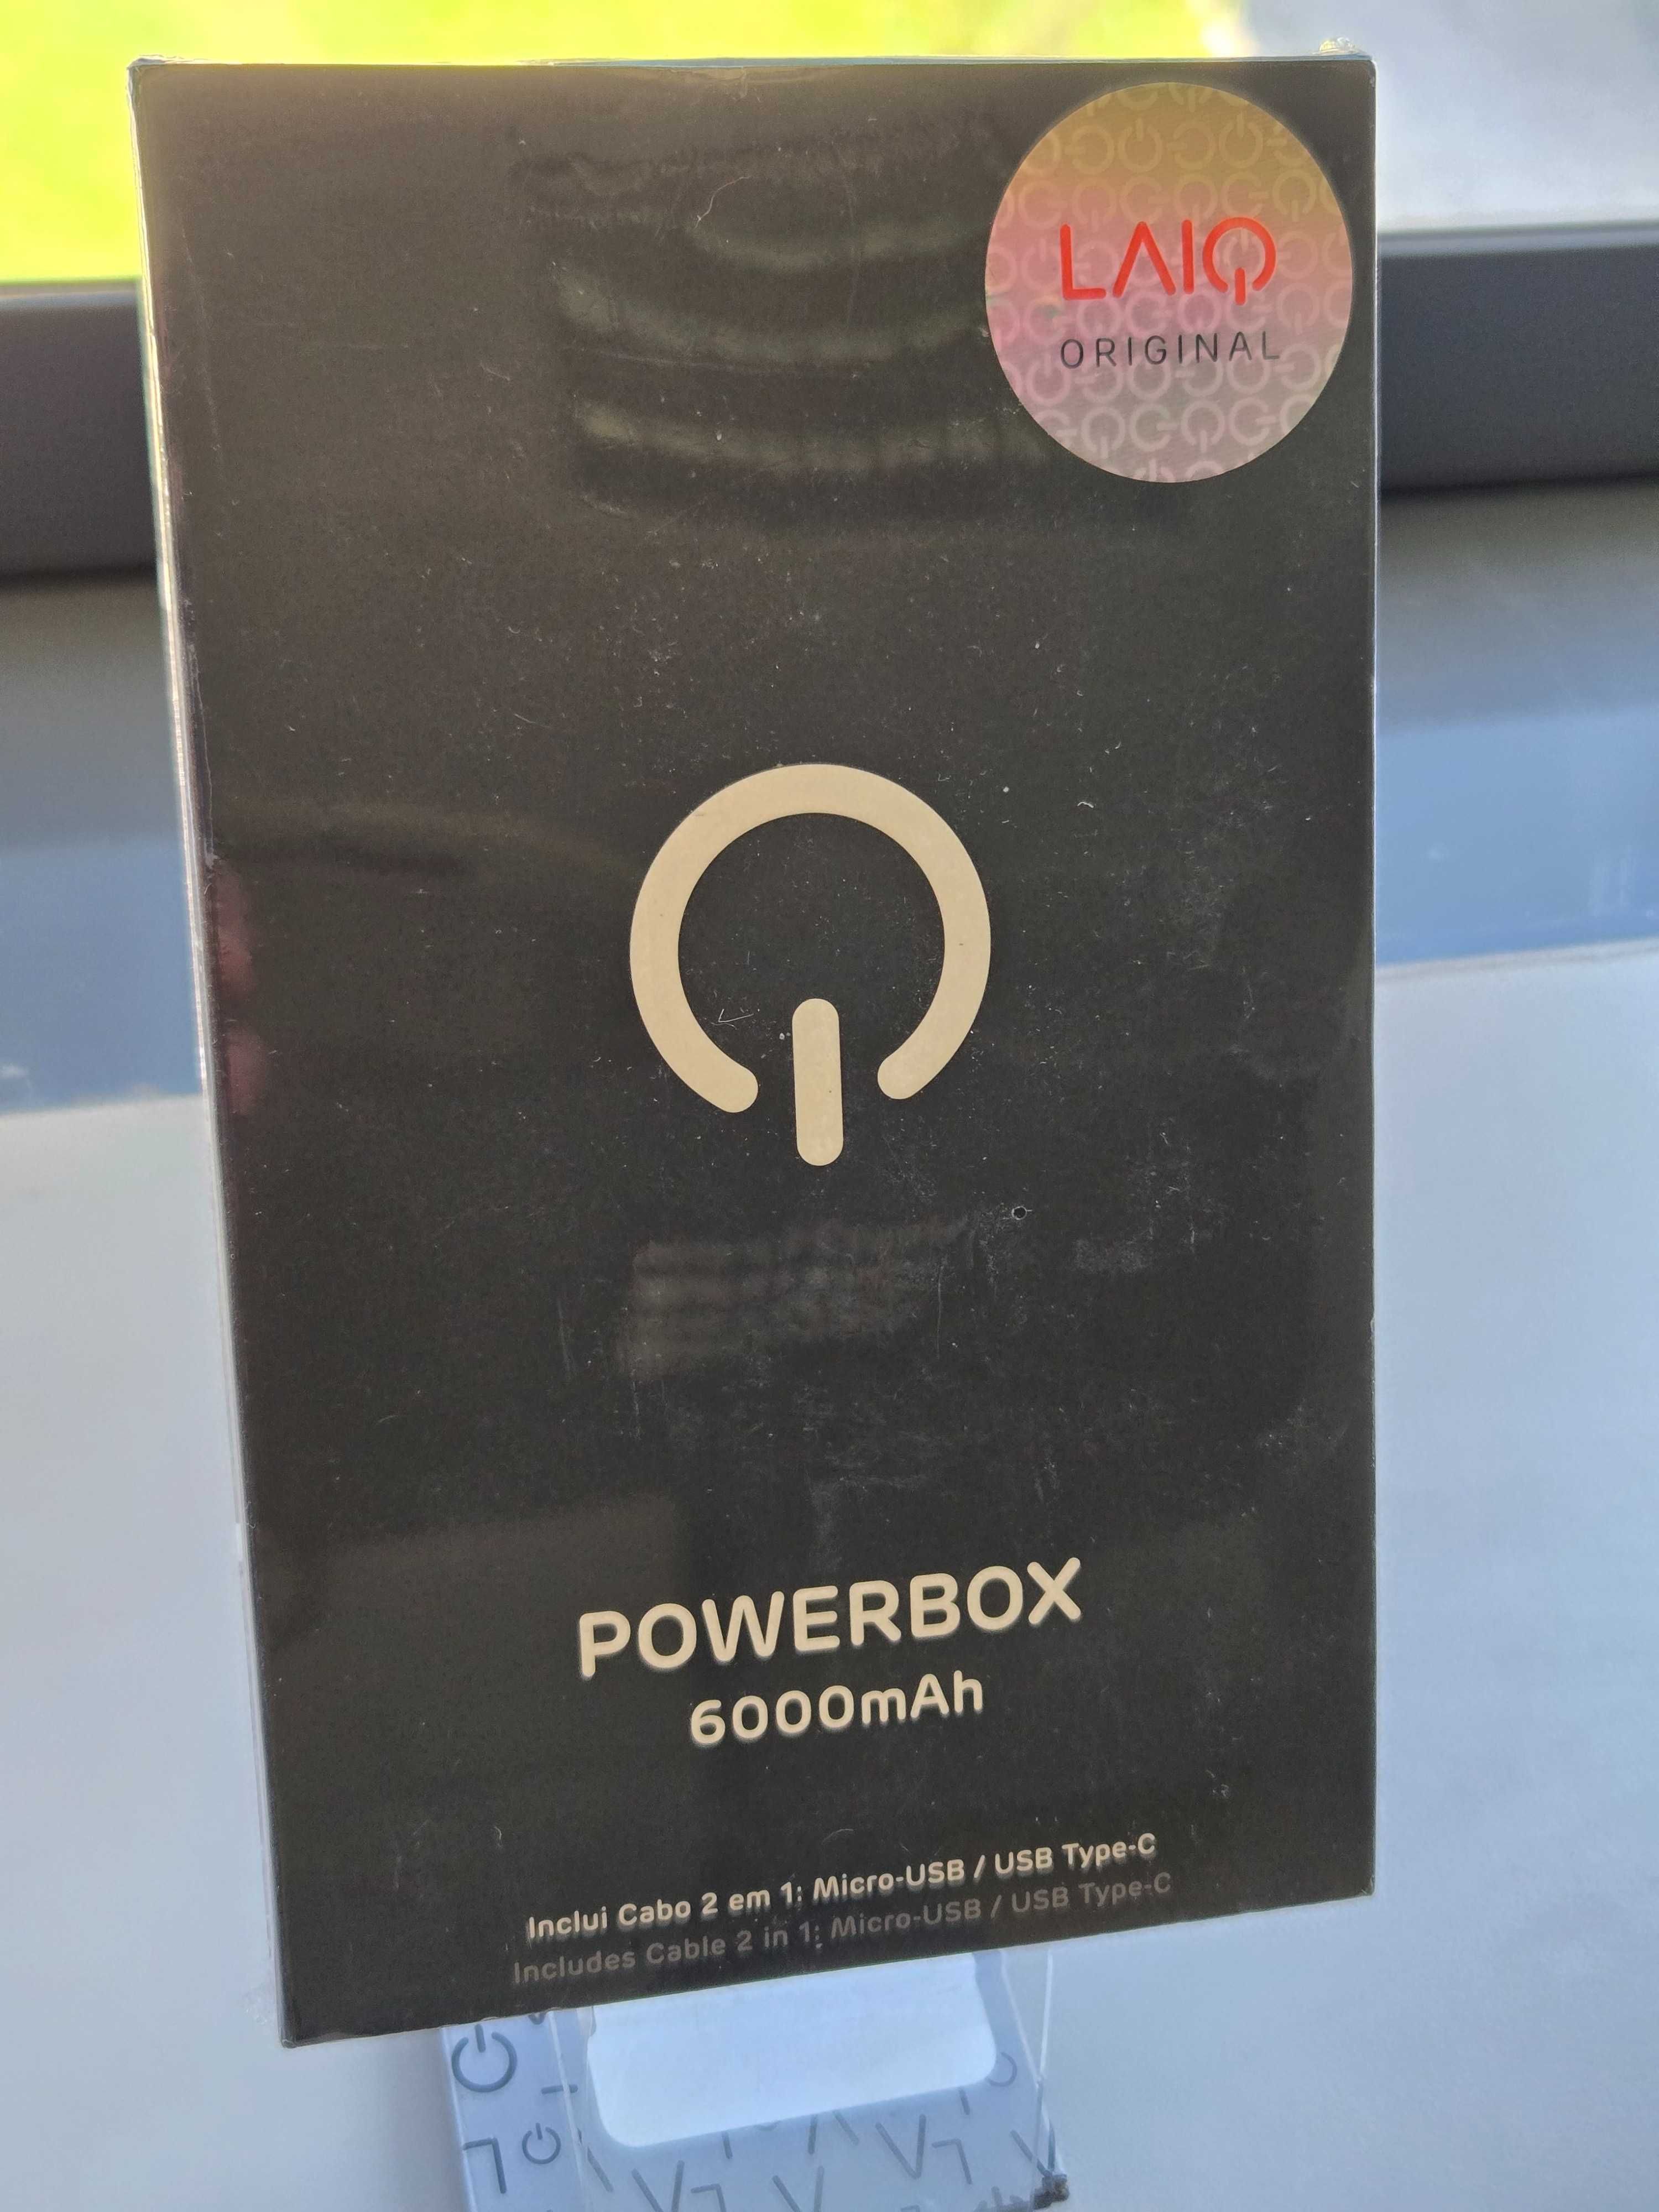 LAIQ
ORIGINAL
POWERBOX
6000mAh
Inclui Cabo 2 em 1: Micro-USB / USB Type-C
Includes Cable 2 in 1: Micro-USB / USB Type-C